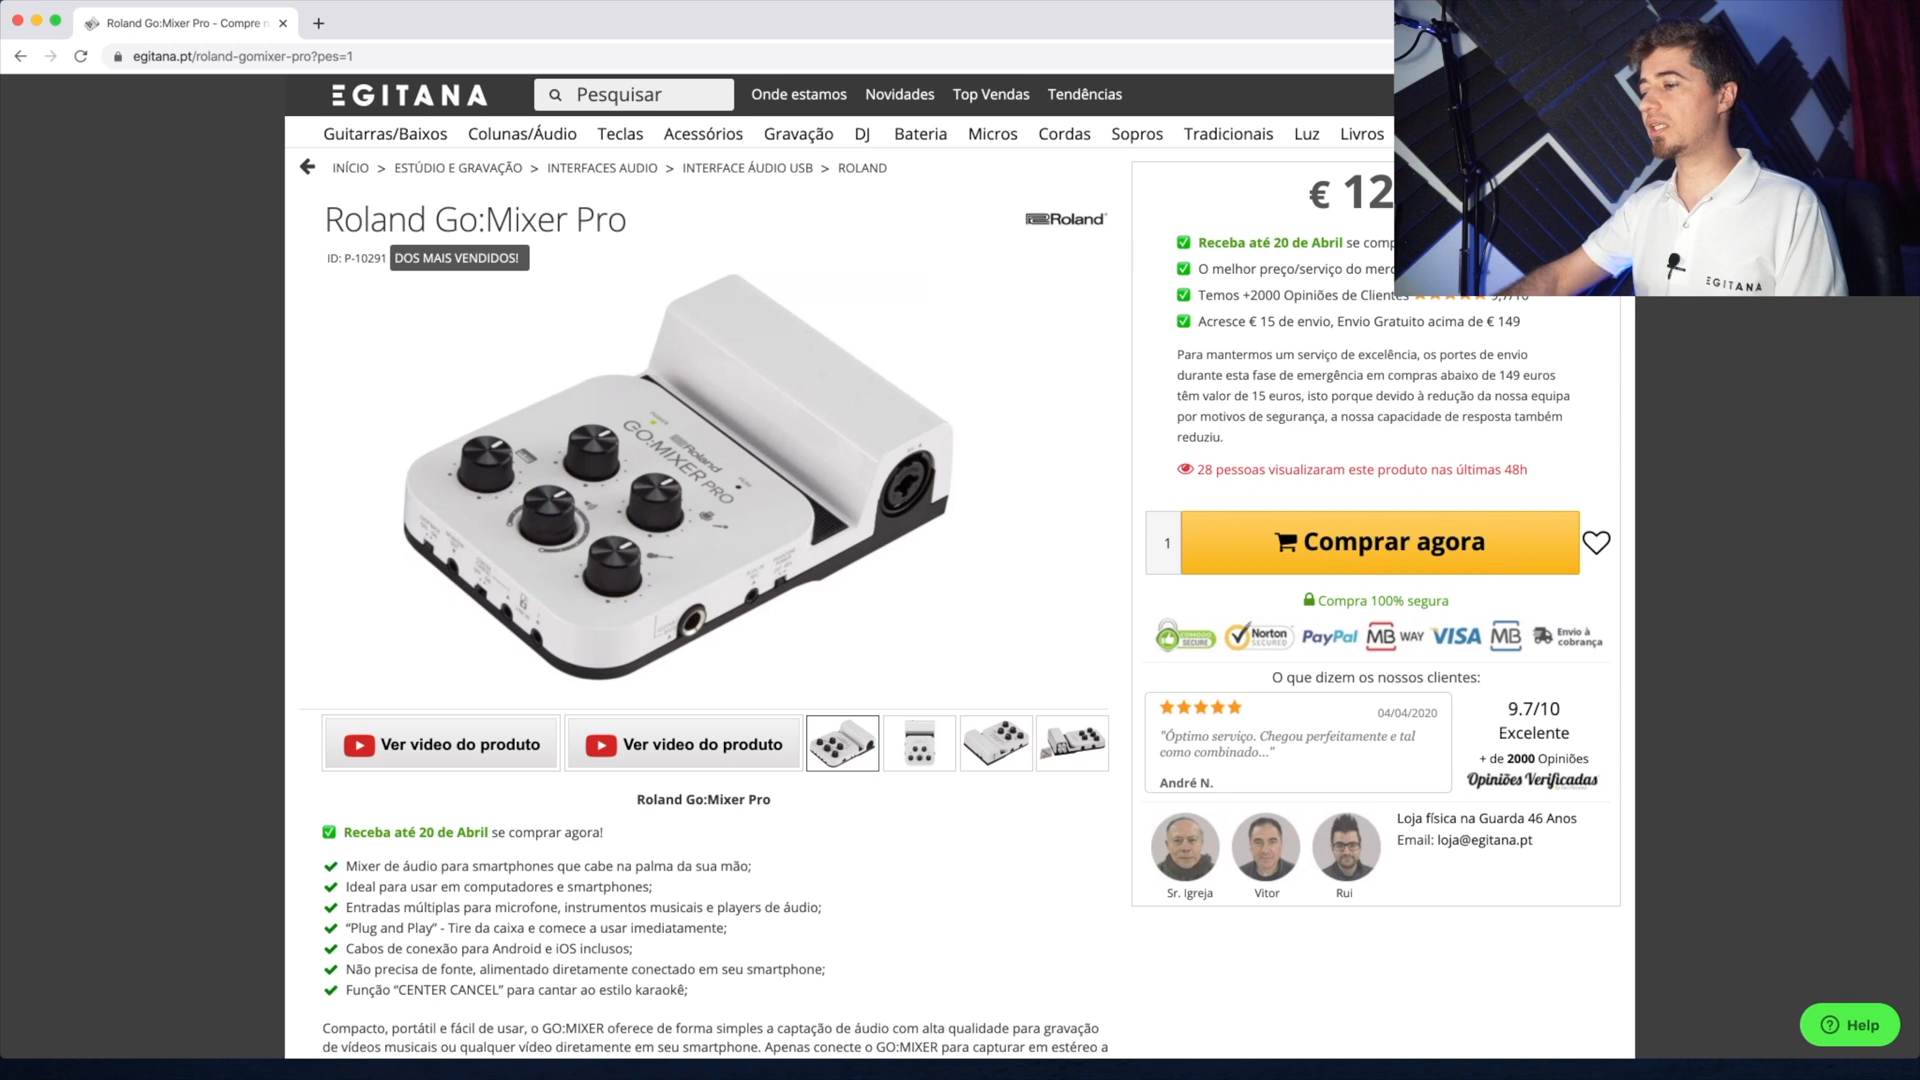 Roland Go:Mixer Pro - Compre n
egitana.pt/roland-gomixer-pro?pes=1
EGITANA
Pesquisar
Onde estamos Novidades Top Vendas Tendências
Guitarras/Baixos Colunas/Áudio Teclas Acessórios Gravação DJ Bateria Micros Cordas Sopros Tradicionais Luz Livros
INÍCIO > ESTÚDIO E GRAVAÇÃO > INTERFACES AUDIO > INTERFACE ÁUDIO USB > ROLAND
Roland Go:Mixer Pro
Roland
ID: P-10291 DOS MAIS VENDIDOS!
Roland
GO:MIXER PRO
Ver video do produto
Ver video do produto
Roland Go:Mixer Pro
Receba até 20 de Abril se comprar agora!
Mixer de áudio para smartphones que cabe na palma da sua mão;
Ideal para usar em computadores e smartphones;
Entradas múltiplas para microfone, instrumentos musicais e players de áudio;
“Plug and Play” - Tire da caixa e comece a usar imediatamente;
Cabos de conexão para Android e iOS inclusos;
Não precisa de fonte, alimentado diretamente conectado em seu smartphone;
Função “CENTER CANCEL” para cantar ao estilo karaokê;
Compacto, portátil e fácil de usar, o GO:MIXER oferece de forma simples a captação de áudio com alta qualidade para gravação
de vídeos musicais ou qualquer vídeo diretamente em seu smartphone. Apenas conecte o GO:MIXER para capturar em estéreo a
€ 12
Receba até 20 de Abril se comp
O melhor preço/serviço do merc
Temos +2000 Opiniões de Clientes 9,7/10
Acresce € 15 de envio, Envio Gratuito acima de € 149
Para mantermos um serviço de excelência, os portes de envio
durante esta fase de emergência em compras abaixo de 149 euros
têm valor de 15 euros, isto porque devido à redução da nossa equipa
por motivos de segurança, a nossa capacidade de resposta também
reduziu.
28 pessoas visualizaram este produto nas últimas 48h
1
Comprar agora
Compra 100% segura
COMODO SECURE
Norton SECURED
PayPal
MB WAY
VISA
MB
Envio à cobrança
O que dizem os nossos clientes:
04/04/2020
"Óptimo serviço. Chegou perfeitamente e tal
como combinado..."
André N.
9.7/10
Excelente
+ de 2000 Opiniões
Opiniões Verificadas
Sr. Igreja
Vitor
Rui
Loja física na Guarda 46 Anos
Email: loja@egitana.pt
EGITANA
Help